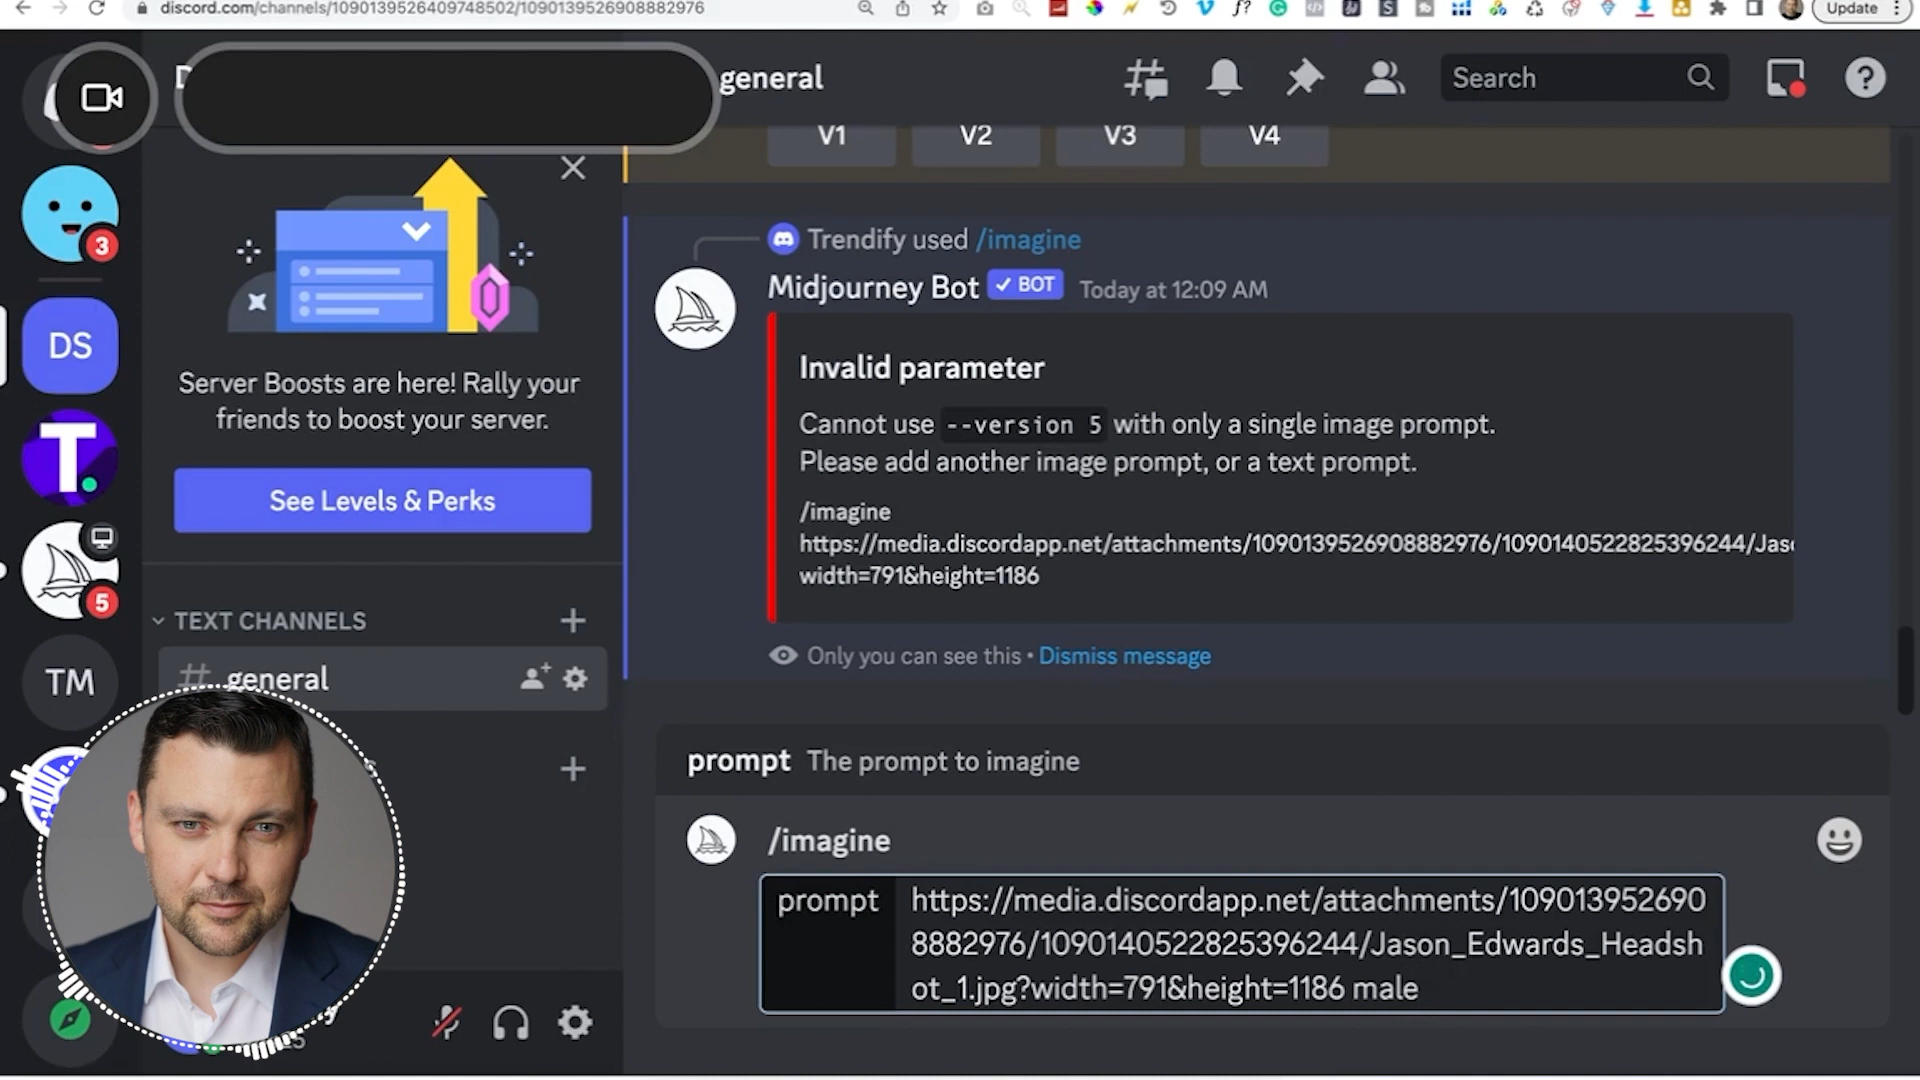 discord.com/channels/1090139526409748502/1090139526908882976
Update
general
Search
3
V1 V2 V3 V4
Trendify used /imagine
Midjourney Bot ✓ BOT Today at 12:09 AM
DS
Server Boosts are here! Rally your
friends to boost your server.
Invalid parameter
Cannot use --version 5 with only a single image prompt.
Please add another image prompt, or a text prompt.
T.
See Levels & Perks
/imagine
https://media.discordapp.net/attachments/1090139526908882976/1090140522825396244/Jas
width=791&height=1186
5
TEXT CHANNELS
Only you can see this • Dismiss message
TM
general
prompt The prompt to imagine
/imagine
prompt https://media.discordapp.net/attachments/109013952690
8882976/1090140522825396244/Jason_Edwards_Headsh
ot_1.jpg?width=791&height=1186 male